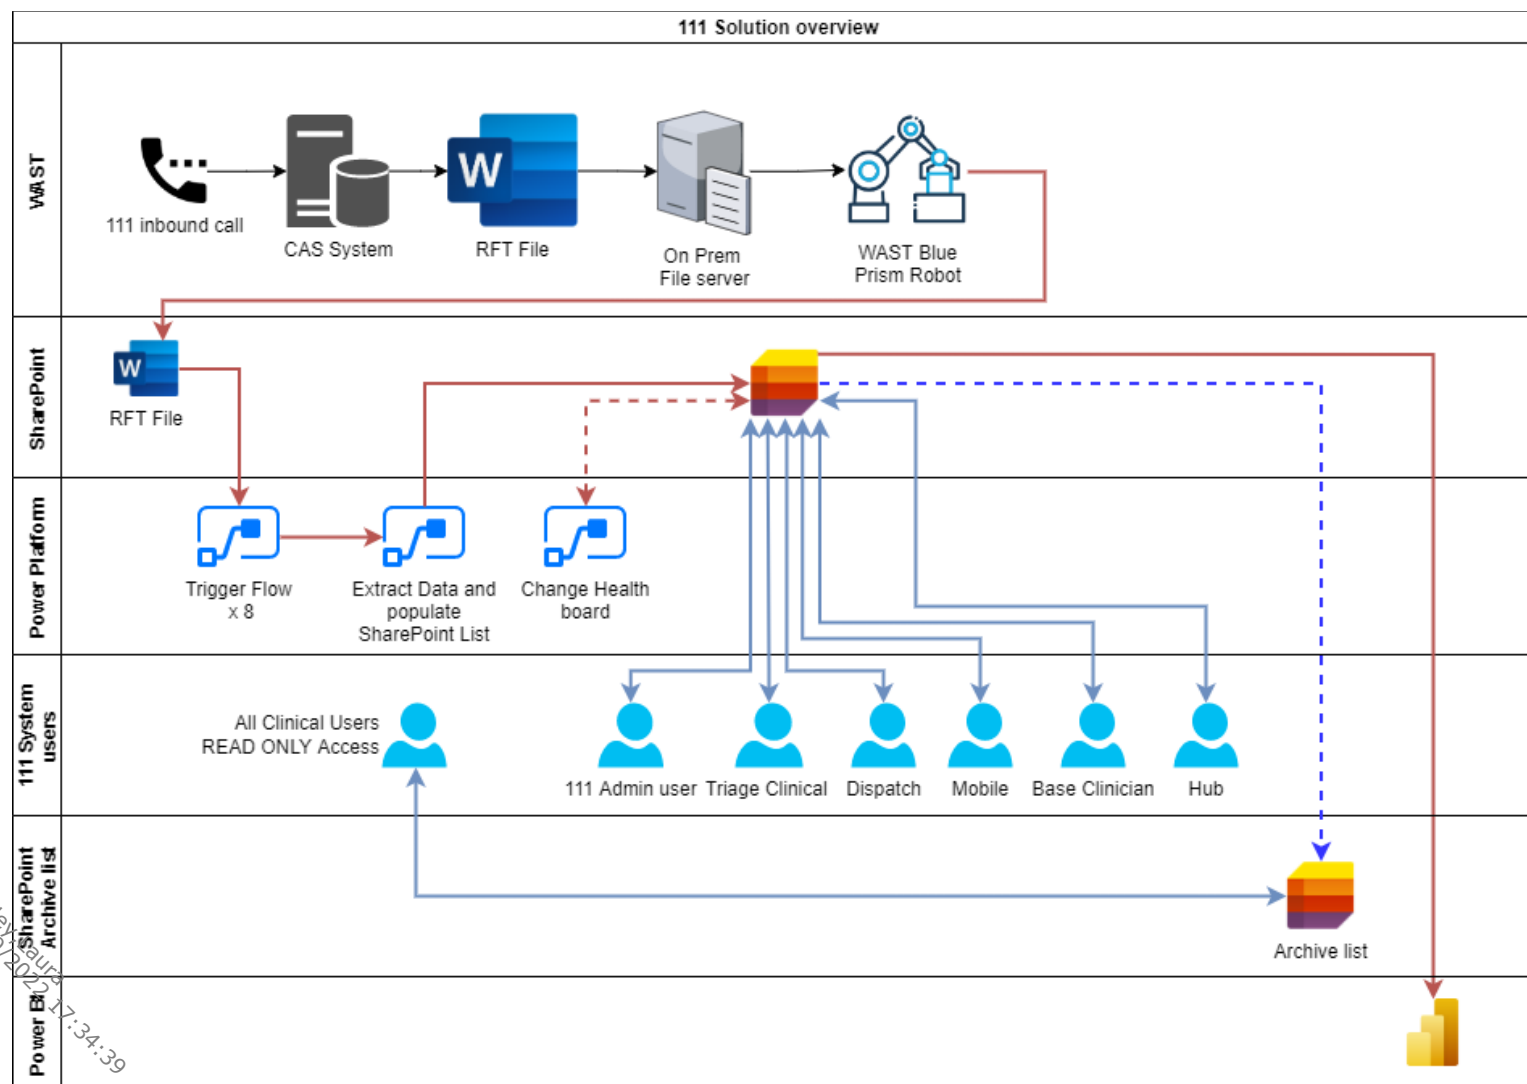 111 Solution overview
WAST
111 inbound call
CAS System
W
RFT File
On Prem
File server
WAST Blue
Prism Robot
SharePoint
W
RFT File
Power Platform
Trigger Flow
x 8
Extract Data and
populate
SharePoint List
Change Health
board
111 System
users
All Clinical Users
READ ONLY Access
111 Admin user
Triage Clinical
Dispatch
Mobile
Base Clinician
Hub
SharePoint
Archive list
Archive list
Power BI
Laura
2022 17:34:39